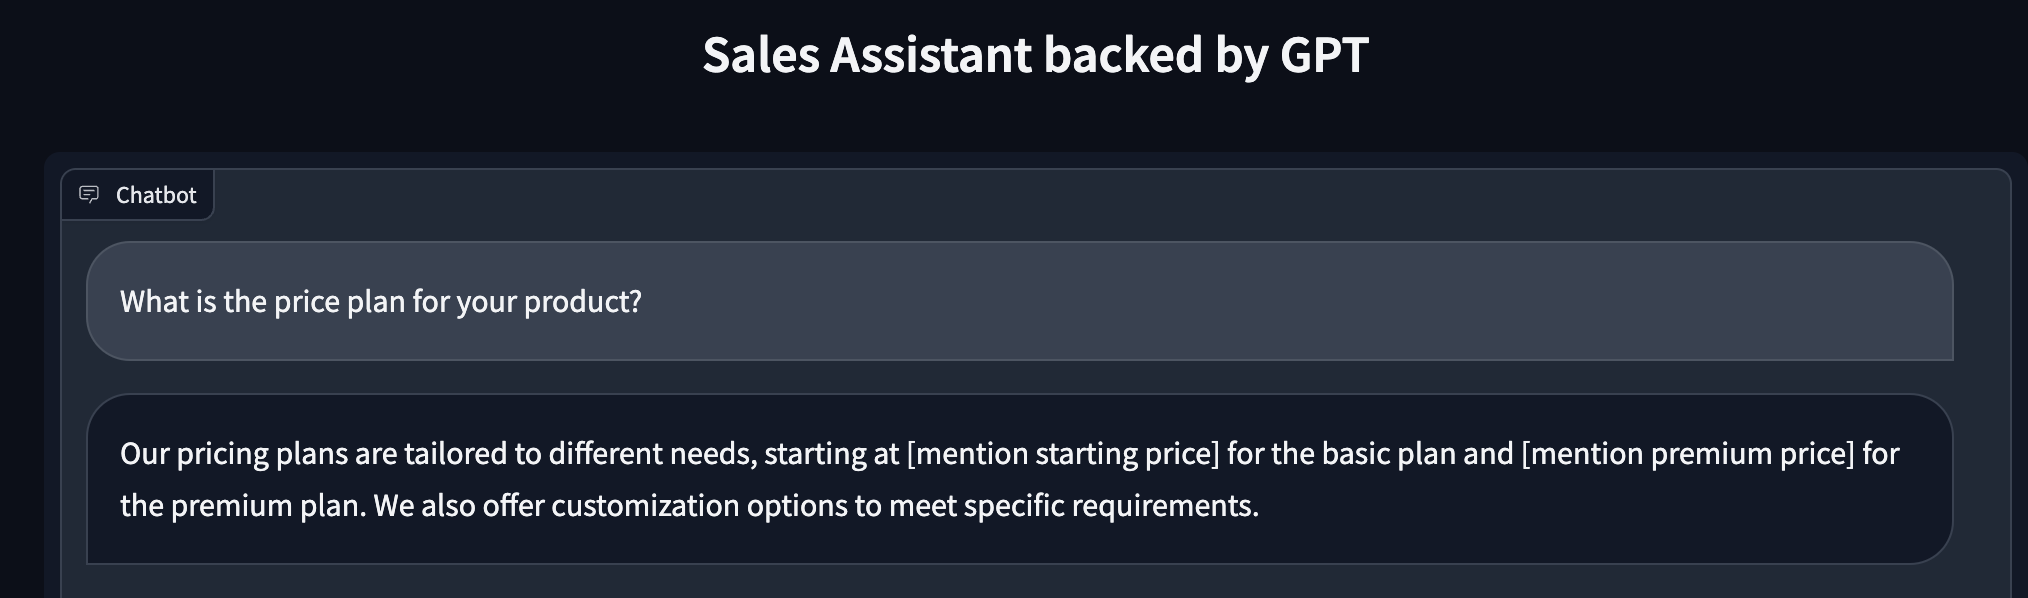 Sales Assistant backed by GPT
Chatbot
What is the price plan for your product?
Our pricing plans are tailored to different needs, starting at [mention starting price] for the basic plan and [mention premium price] for
the premium plan. We also offer customization options to meet specific requirements.